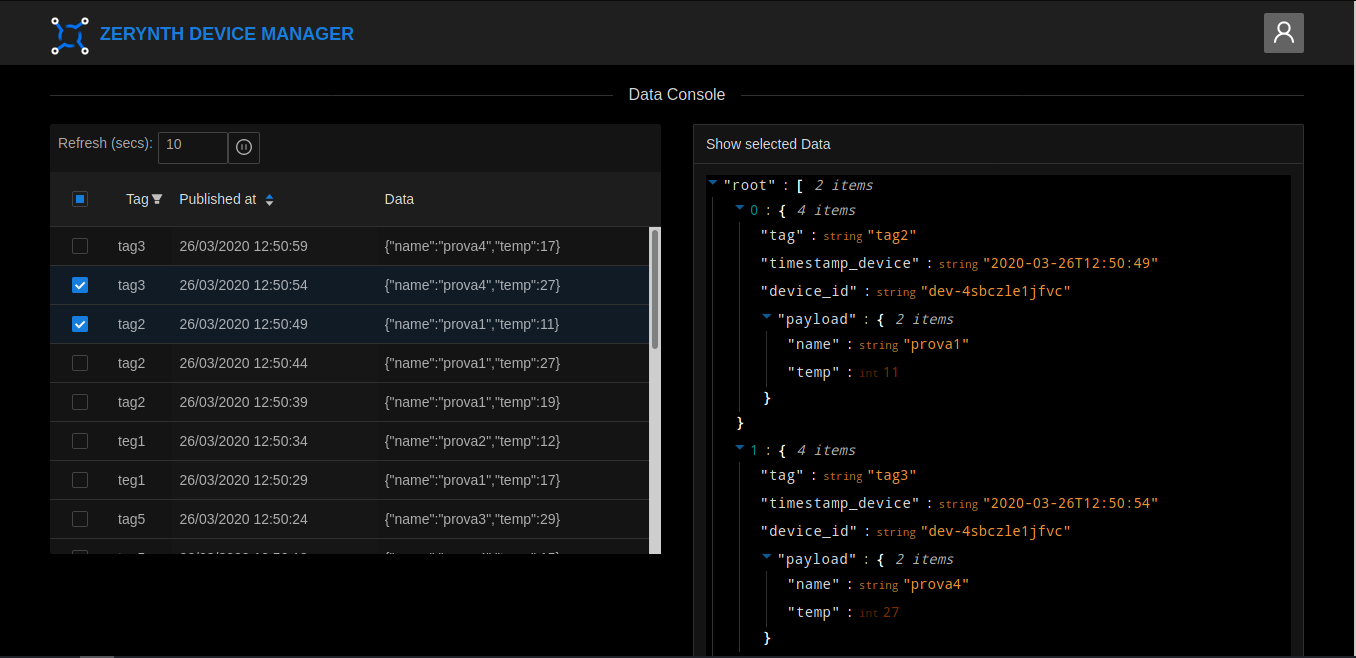 ZERYNTH DEVICE MANAGER
Data Console
Refresh (secs): 10
Tag Published at Data
tag3 26/03/2020 12:50:59 {"name":"prova4","temp":17}
tag3 26/03/2020 12:50:54 {"name":"prova4","temp":27}
tag2 26/03/2020 12:50:49 {"name":"prova1","temp":11}
tag2 26/03/2020 12:50:44 {"name":"prova1","temp":27}
tag2 26/03/2020 12:50:39 {"name":"prova1","temp":19}
teg1 26/03/2020 12:50:34 {"name":"prova2","temp":12}
teg1 26/03/2020 12:50:29 {"name":"prova1","temp":17}
tag5 26/03/2020 12:50:24 {"name":"prova3","temp":29}
Show selected Data
"root" : [ 2 items
0 : { 4 items
"tag" : string "tag2"
"timestamp_device" : string "2020-03-26T12:50:49"
"device_id" : string "dev-4sbczle1jfvc"
"payload" : { 2 items
"name" : string "prova1"
"temp" : int 11
}
}
1 : { 4 items
"tag" : string "tag3"
"timestamp_device" : string "2020-03-26T12:50:54"
"device_id" : string "dev-4sbczle1jfvc"
"payload" : { 2 items
"name" : string "prova4"
"temp" : int 27
}